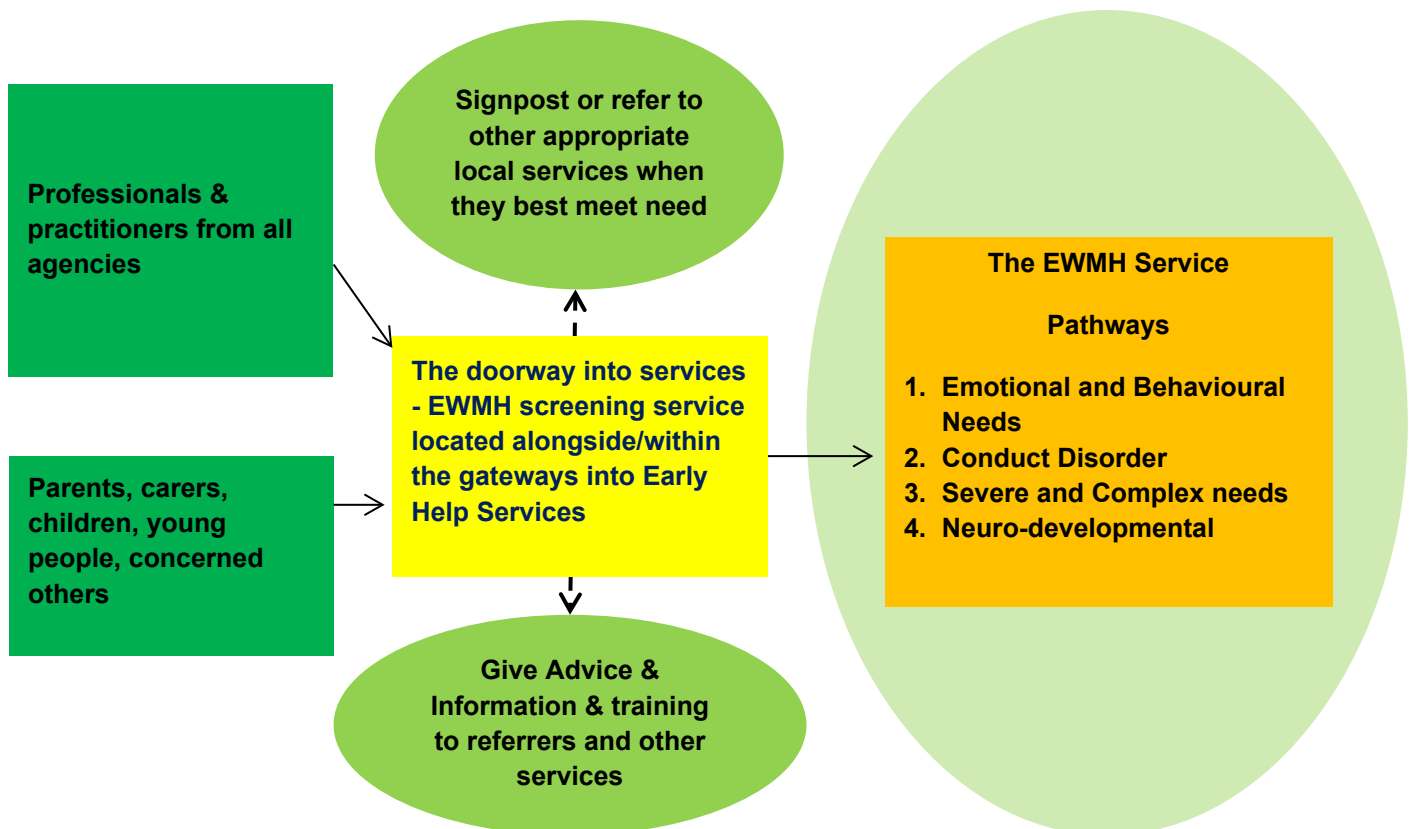 Professionals &
practitioners from all
agencies
Parents, carers,
children, young
people, concerned
others
Signpost or refer to
other appropriate
local services when
they best meet need
The doorway into services
- EWMH screening service
located alongside/within
the gateways into Early
Help Services
Give Advice &
Information & training
to referrers and other
services
The EWMH Service
Pathways
1. Emotional and Behavioural
Needs
2. Conduct Disorder
3. Severe and Complex needs
4. Neuro-developmental